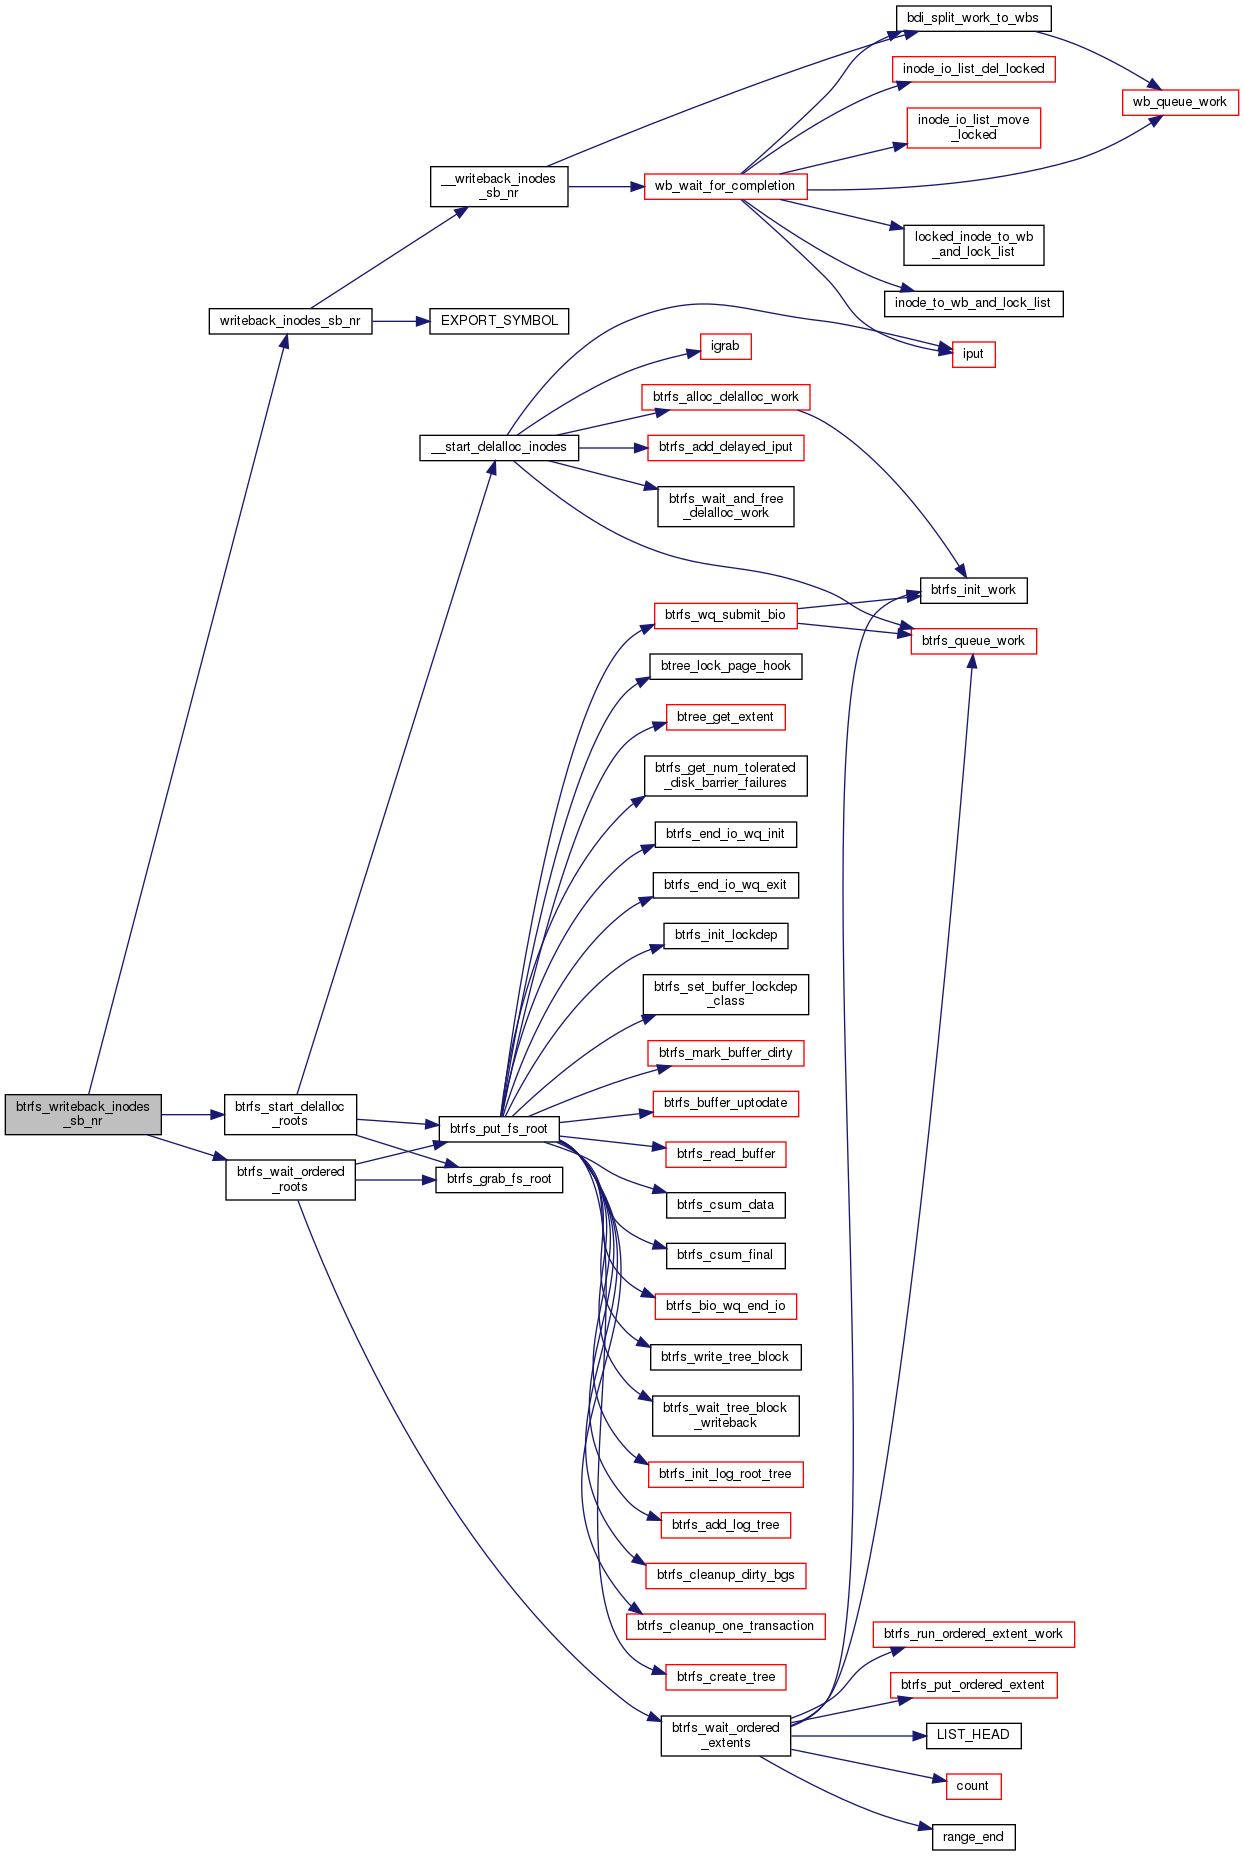 bdi_split_work_to_wbs
inode_io_list_del_locked
wb_queue_work
inode_io_list_move
_locked
__writeback_inodes
_sb_nr
wb_wait_for_completion
locked_inode_to_wb
_and_lock_list
inode_to_wb_and_lock_list
writeback_inodes_sb_nr
EXPORT_SYMBOL
igrab
iput
btrfs_alloc_delalloc_work
__start_delalloc_inodes
btrfs_add_delayed_iput
btrfs_wait_and_free
_delalloc_work
btrfs_init_work
btrfs_wq_submit_bio
btrfs_queue_work
btree_lock_page_hook
btree_get_extent
btrfs_get_num_tolerated
_disk_barrier_failures
btrfs_end_io_wq_init
btrfs_end_io_wq_exit
btrfs_init_lockdep
btrfs_set_buffer_lockdep
_class
btrfs_mark_buffer_dirty
btrfs_writeback_inodes
_sb_nr
btrfs_start_delalloc
_roots
btrfs_buffer_uptodate
btrfs_put_fs_root
btrfs_read_buffer
btrfs_wait_ordered
_roots
btrfs_grab_fs_root
btrfs_csum_data
btrfs_csum_final
btrfs_bio_wq_end_io
btrfs_write_tree_block
btrfs_wait_tree_block
_writeback
btrfs_init_log_root_tree
btrfs_add_log_tree
btrfs_cleanup_dirty_bgs
btrfs_cleanup_one_transaction
btrfs_run_ordered_extent_work
btrfs_create_tree
btrfs_put_ordered_extent
btrfs_wait_ordered
_extents
LIST_HEAD
count
range_end